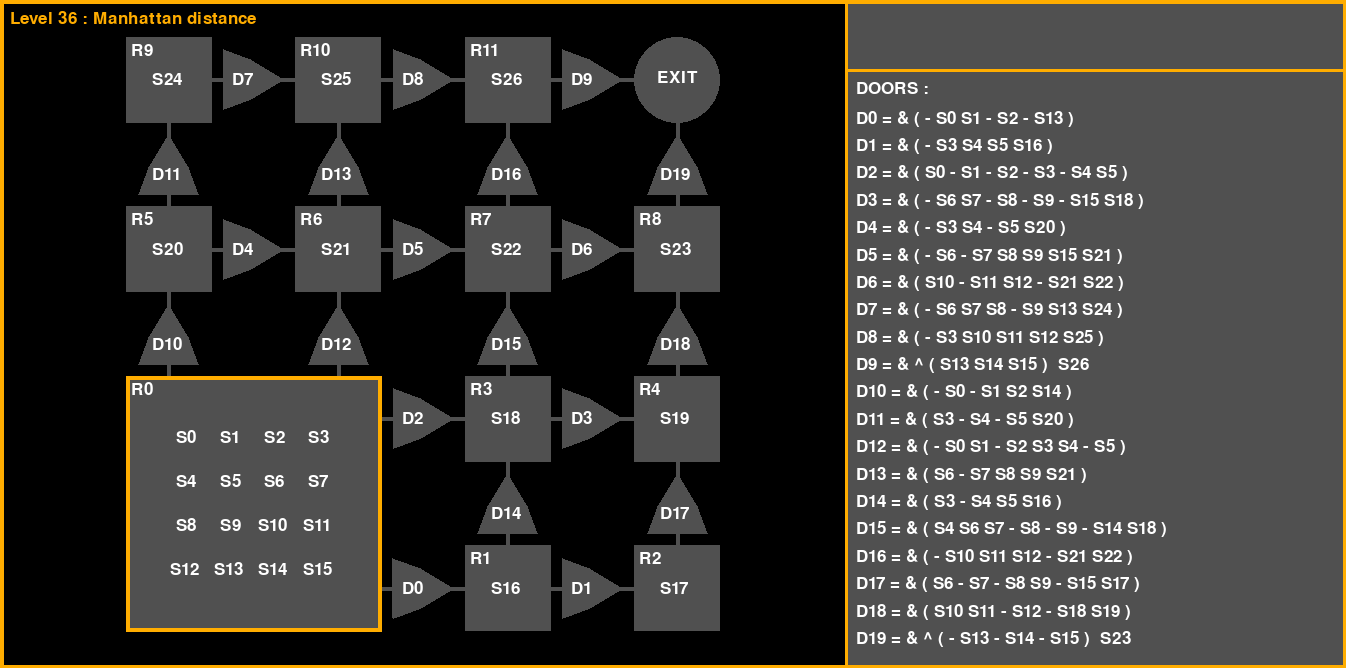 Level 36 : Manhattan distance
R9
S24
D7
R10
S25
D8
R11
S26
D9
EXIT
D11
D13
D16
D19
R5
S20
D4
R6
S21
D5
R7
S22
D6
R8
S23
D10
D12
D15
D18
R0
S0 S1 S2 S3
S4 S5 S6 S7
S8 S9 S10 S11
S12 S13 S14 S15
D2
R3
S18
D3
R4
S19
D14
D17
D0
R1
S16
D1
R2
S17
DOORS :
D0 = & ( - S0 S1 - S2 - S13 )
D1 = & ( - S3 S4 S5 S16 )
D2 = & ( S0 - S1 - S2 - S3 - S4 S5 )
D3 = & ( - S6 S7 - S8 - S9 - S15 S18 )
D4 = & ( - S3 S4 - S5 S20 )
D5 = & ( - S6 - S7 S8 S9 S15 S21 )
D6 = & ( S10 - S11 S12 - S21 S22 )
D7 = & ( - S6 S7 S8 - S9 S13 S24 )
D8 = & ( - S3 S10 S11 S12 S25 )
D9 = & ^ ( S13 S14 S15 ) S26
D10 = & ( - S0 - S1 S2 S14 )
D11 = & ( S3 - S4 - S5 S20 )
D12 = & ( - S0 S1 - S2 S3 S4 - S5 )
D13 = & ( S6 - S7 S8 S9 S21 )
D14 = & ( S3 - S4 S5 S16 )
D15 = & ( S4 S6 S7 - S8 - S9 - S14 S18 )
D16 = & ( - S10 S11 S12 - S21 S22 )
D17 = & ( S6 - S7 - S8 S9 - S15 S17 )
D18 = & ( S10 S11 - S12 - S18 S19 )
D19 = & ^ ( - S13 - S14 - S15 ) S23